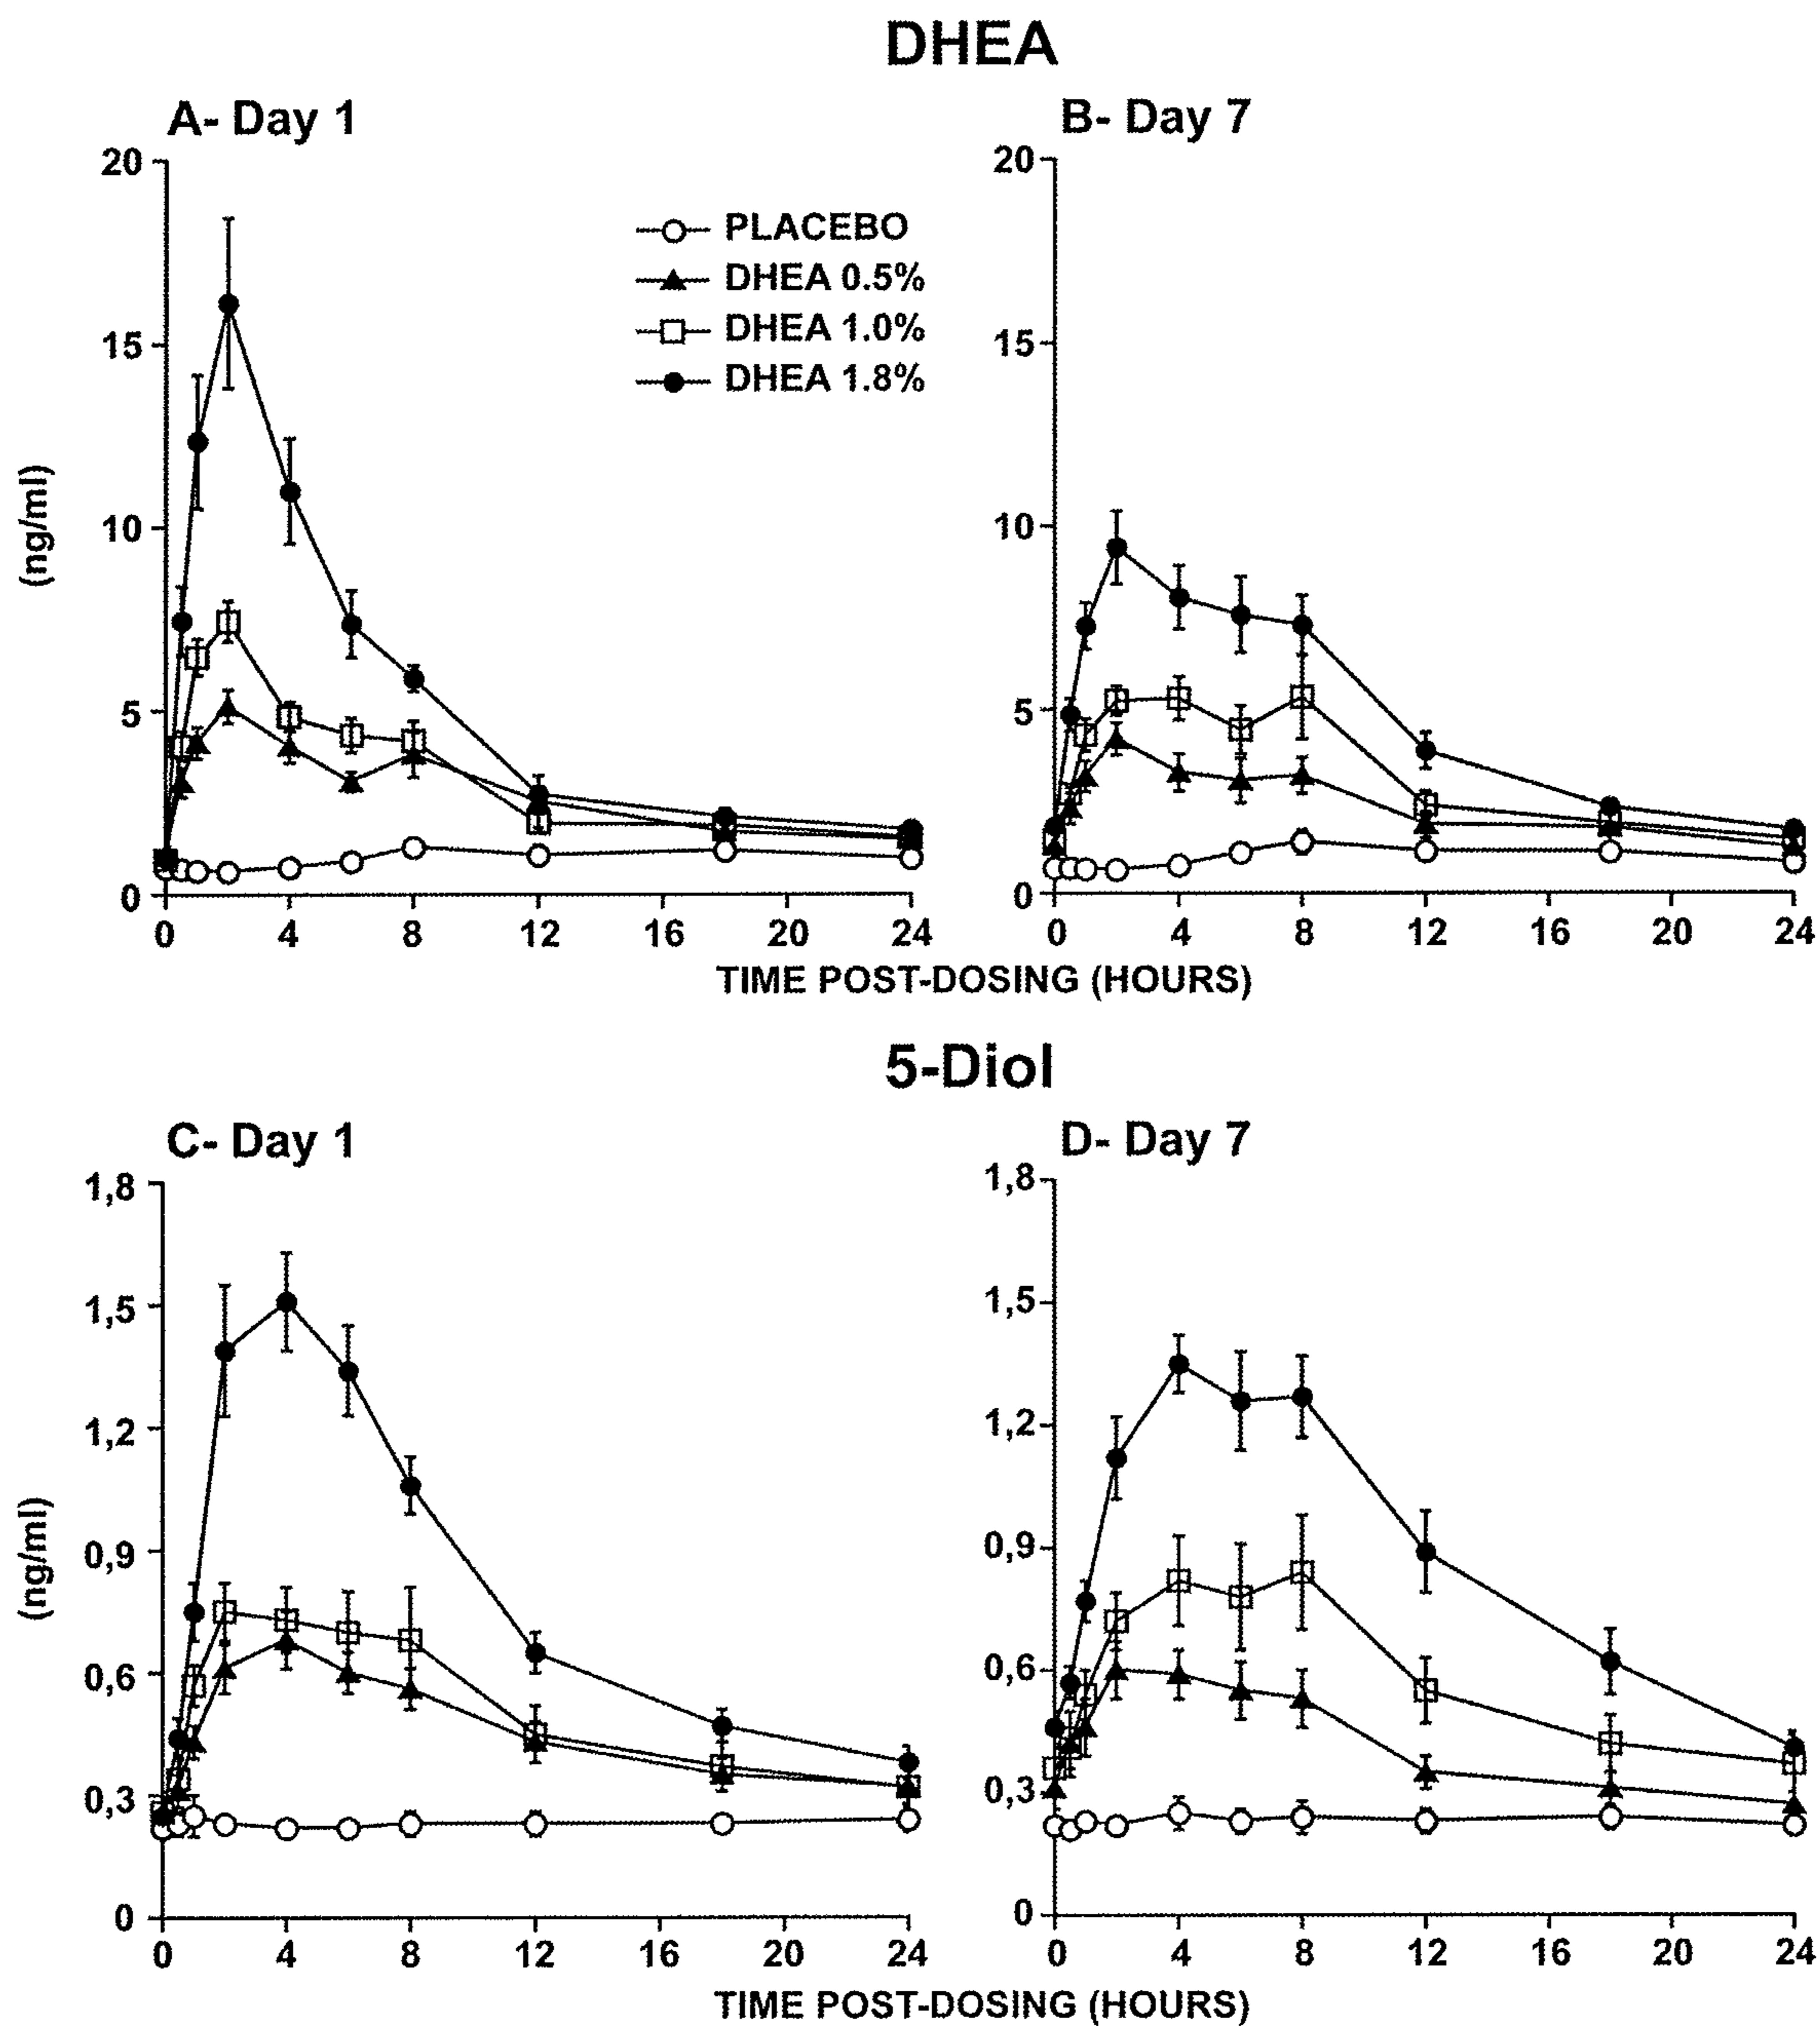 DHEA
A- Day 1
B- Day 7
20
15
10
5
0
(ng/ml)
PLACEBO
DHEA 0.5%
DHEA 1.0%
DHEA 1.8%
20
15
10
5
0
0 4 8 12 16 20 24
0 4 8 12 16 20 24
TIME POST-DOSING (HOURS)
5-Diol
C- Day 1
D- Day 7
1,8
1,5
1,2
0,9
0,6
0,3
0
(ng/ml)
1,8
1,5
1,2
0,9
0,6
0,3
0
0 4 8 12 16 20 24
0 4 8 12 16 20 24
TIME POST-DOSING (HOURS)